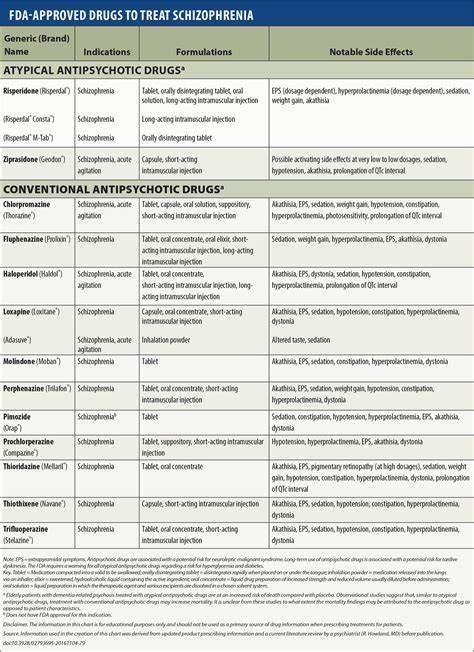 FDA-APPROVED DRUGS TO TREAT SCHIZOPHRENIA
Generic (Brand)
Name Indications Formulations Notable Side Effects
ATYPICAL ANTIPSYCHOTIC DRUGSª
Risperidone (Risperdal®) Schizophrenia Tablet, orally disintegrating tablet, oral EPS (dosage dependent), hyperprolactinemia (dosage dependent), sedation,
solution, long-acting intramuscular injection weight gain, akathisia
(Risperdal® Consta®) Schizophrenia Long-acting intramuscular injection
(Risperdal® M-Tab®) Schizophrenia Orally disintegrating tablet
Ziprasidone (Geodon®) Schizophrenia, acute Capsule, short-acting Possible activating side effects at very low to low dosages, sedation,
agitation intramuscular injection hypotension, akathisia, prolongation of QTc interval
CONVENTIONAL ANTIPSYCHOTIC DRUGSª
Chlorpromazine Schizophrenia Tablet, capsule, oral solution, suppository, Akathisia, EPS, sedation, weight gain, hypotension, constipation,
(Thorazine®) short-acting intramuscular injection hyperprolactinemia, photosensitivity, prolongation of QTc interval
Fluphenazine (Prolixin®) Schizophrenia Tablet, oral concentrate, oral elixir, short- Sedation, weight gain, hyperprolactinemia, EPS, akathisia, dystonia
acting intramuscular injection, long-acting
intramuscular injection
Haloperidol (Haldol®) Schizophrenia, acute Tablet, oral concentrate, Akathisia, EPS, dystonia, sedation, hypotension, constipation,
agitation short-acting intramuscular injection, long- hyperprolactinemia, prolongation of QTc interval
acting intramuscular injection
Loxapine (Loxitane®) Schizophrenia Capsule, oral concentrate, short-acting Akathisia, EPS, sedation, hypotension, constipation, hyperprolactinemia,
intramuscular injection dystonia
(Adasuve®) Schizophrenia, acute Inhalation powder Altered taste, sedation
agitation
Molindone (Moban®) Schizophrenia Tablet Akathisia, EPS, sedation, constipation, hyperprolactinemia, dystonia
Perphenazine (Trilafon®) Schizophrenia Tablet, oral concentrate, short-acting Akathisia, EPS, sedation, weight gain, hypotension, constipation,
intramuscular injection hyperprolactinemia, dystonia
Pimozide Schizophreniaᵇ Tablet Sedation, constipation, hypotension, hyperprolactinemia, EPS, akathisia,
(Orap®) dystonia
Prochlorperazine Schizophrenia Tablet, suppository, short-acting intramuscular Hypotension, hyperprolactinemia, EPS, akathisia, dystonia
(Compazine®) injection
Thioridazine (Mellaril®) Schizophrenia Tablet, oral concentrate Akathisia, EPS, pigmentary retinopathy (at high dosages), sedation, weight
gain, hypotension, constipation, hyperprolactinemia, dystonia, prolongation of
QTc interval
Thiothixene (Navane®) Schizophrenia Capsule, short-acting intramuscular injection Akathisia, EPS, sedation, hypotension, constipation, hyperprolactinemia,
dystonia
Trifluoperazine Schizophrenia Tablet, oral concentrate, short-acting Akathisia, EPS, sedation, hypotension, constipation, hyperprolactinemia,
(Stelazine®) intramuscular injection dystonia
Note. EPS = extrapyramidal symptoms. Antipsychotic drugs are associated with a potential risk for neuroleptic malignant syndrome. Long-term use of antipsychotic drugs is associated with a potential risk for tardive
dyskinesia. The FDA requires a warning for all atypical antipsychotic drugs regarding a risk for hyperglycemia and diabetes.
Key. Tablet = Medication compacted into a solid to be swallowed; orally disintegrating tablet = disintegrates rapidly when placed on or under the tongue; inhalation powder = medication released into the lungs
via an inhaler; elixir = sweetened, hydroalcoholic liquid containing the active ingredient; oral concentrate = liquid drug preparation of increased strength and reduced volume usually diluted before administration;
oral solution = liquid preparation in which the therapeutic agent and various excipients are dissolved in a chosen solvent system.
ª Elderly patients with dementia-related psychosis treated with atypical antipsychotic drugs are at an increased risk of death compared with placebo. Observational studies suggest that, similar to atypical
antipsychotic drugs, treatment with conventional antipsychotic drugs may increase mortality. It is unclear from these studies to what extent the mortality findings may be attributed to the antipsychotic drug as
opposed to patient characteristics.
ᵇ Does not have FDA approval for this indication.
Disclaimer. The information in this chart is for educational purposes only and should not be used as a primary source of drug information when prescribing treatments for patients.
Source. Information used in the creation of this chart was derived from updated product prescribing information and a current literature review by a psychiatrist (R. Howland, MD) before publication.
doi:10.3928/02793695-20161104-79